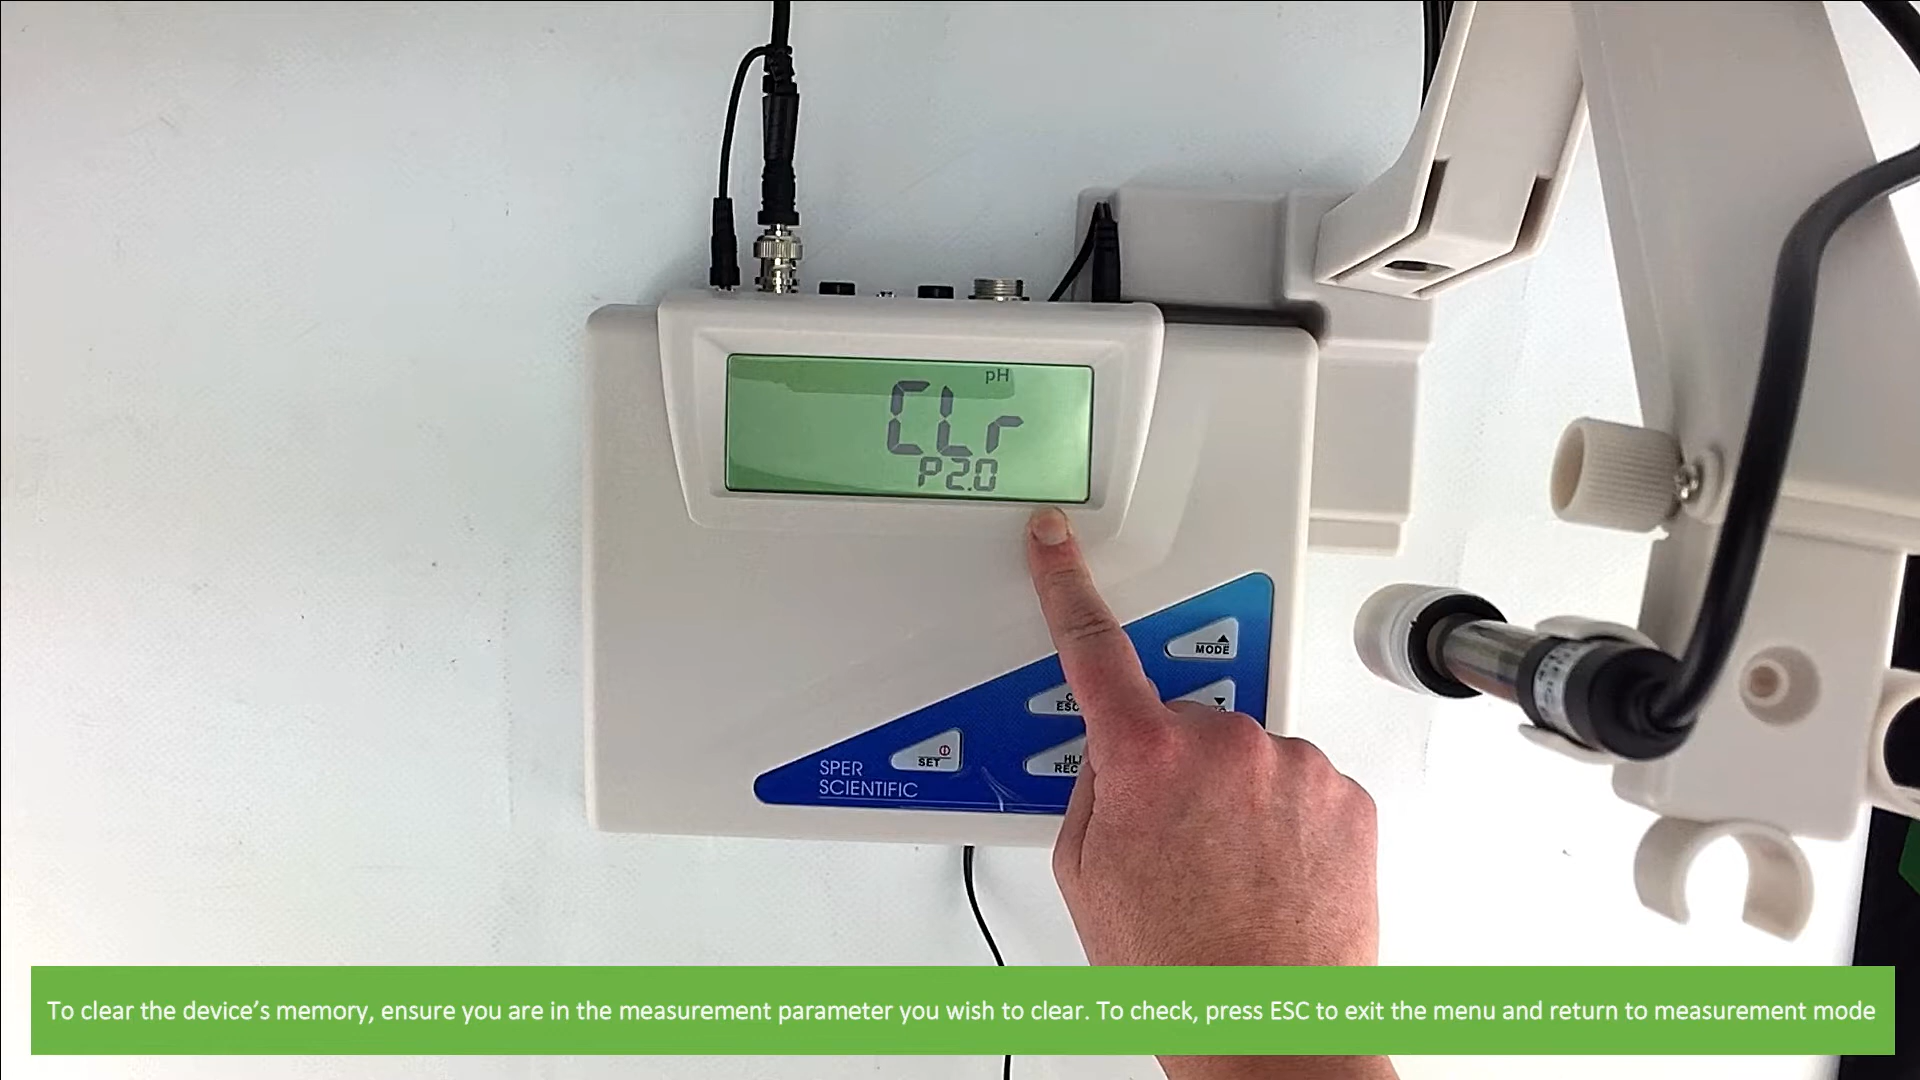 pH
CLr
P2.0
MODE
ESC
SET
REC
SPER
SCIENTIFIC
To clear the device’s memory, ensure you are in the measurement parameter you wish to clear. To check, press ESC to exit the menu and return to measurement mode